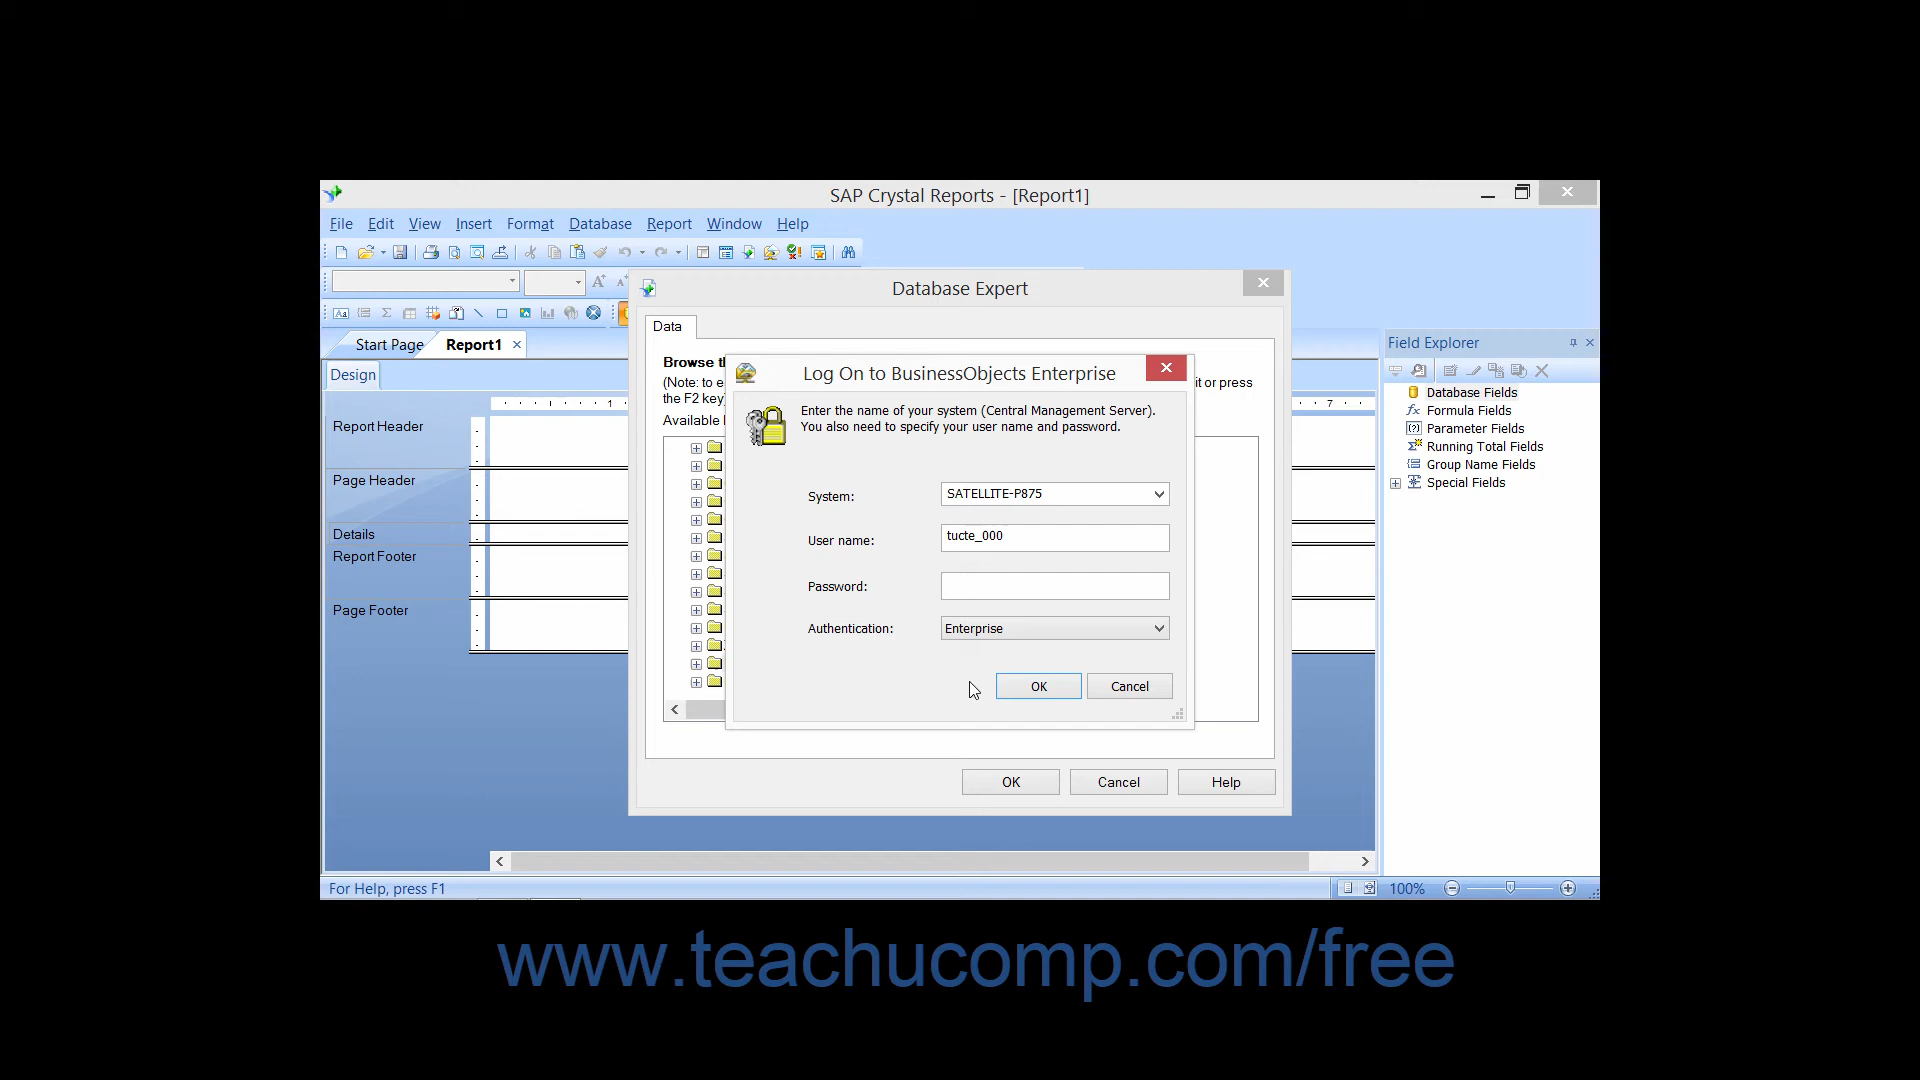 SAP Crystal Reports - [Report1]
File Edit View Insert Format Database Report Window Help
Database Expert
Data
Start Page Report1
Field Explorer
Design
Browse
(Note: to
it or press
the F2 key
Available
Log On to BusinessObjects Enterprise
Enter the name of your system (Central Management Server).
You also need to specify your user name and password.
System: SATELLITE-P875
User name: tucte_000
Password:
Authentication: Enterprise
OK Cancel
OK Cancel Help
1
7
Report Header
Page Header
Details
Report Footer
Page Footer
Database Fields
Formula Fields
Parameter Fields
Running Total Fields
Group Name Fields
Special Fields
For Help, press F1
100%
www.teachucomp.com/free